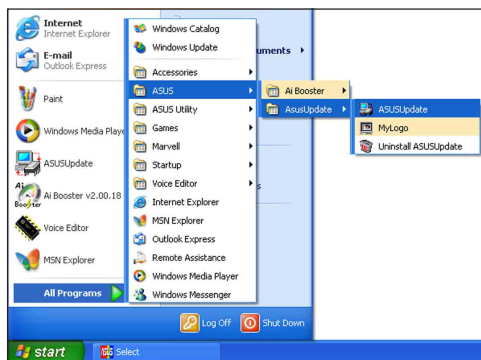 Internet
Internet Explorer
E-mail
Outlook Express
Paint
Windows Media Playe
ASUSUpdate
Ai Booster v2.00.18
Voice Editor
MSN Explorer
All Programs
uments
s
Windows Catalog
Windows Update
Accessories
ASUS
ASUS Utility
Games
Marvell
Startup
Voice Editor
Internet Explorer
MSN Explorer
Outlook Express
Remote Assistance
Windows Media Player
Windows Messenger
Ai Booster
AsusUpdate
ASUSUpdate
MyLogo
Uninstall ASUSUpdate
Log Off
Shut Down
start
Select